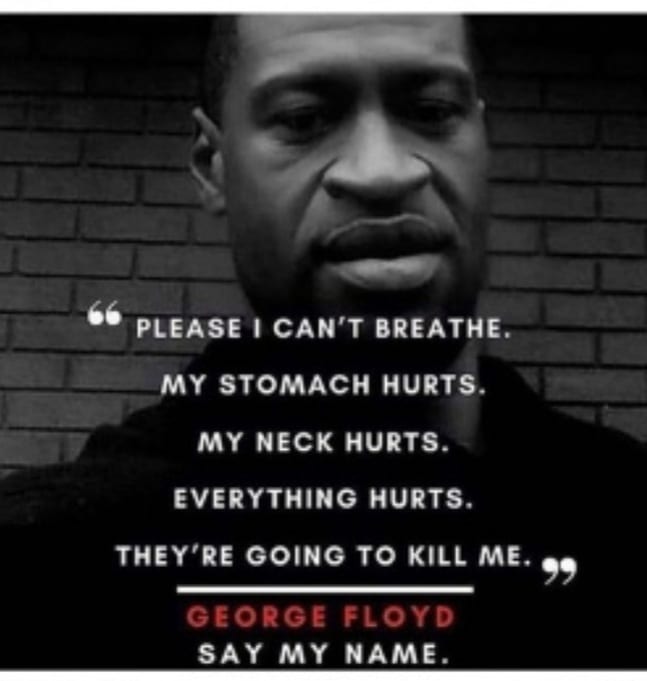 “ PLEASE I CAN'T BREATHE.
MY STOMACH HURTS.
MY NECK HURTS.
EVERYTHING HURTS.
THEY'RE GOING TO KILL ME. ”
GEORGE FLOYD
SAY MY NAME.